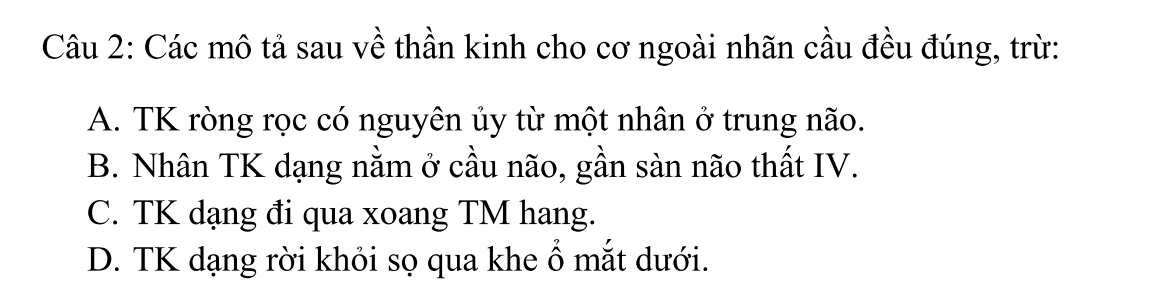 Câu 2: Các mô tả sau về thần kinh cho cơ ngoài nhãn cầu đều đúng, trừ:
A. TK ròng rọc có nguyên ủy từ một nhân ở trung não.
B. Nhân TK dạng nằm ở cầu não, gần sàn não thất IV.
C. TK dạng đi qua xoang TM hang.
D. TK dạng rời khỏi sọ qua khe ổ mắt dưới.